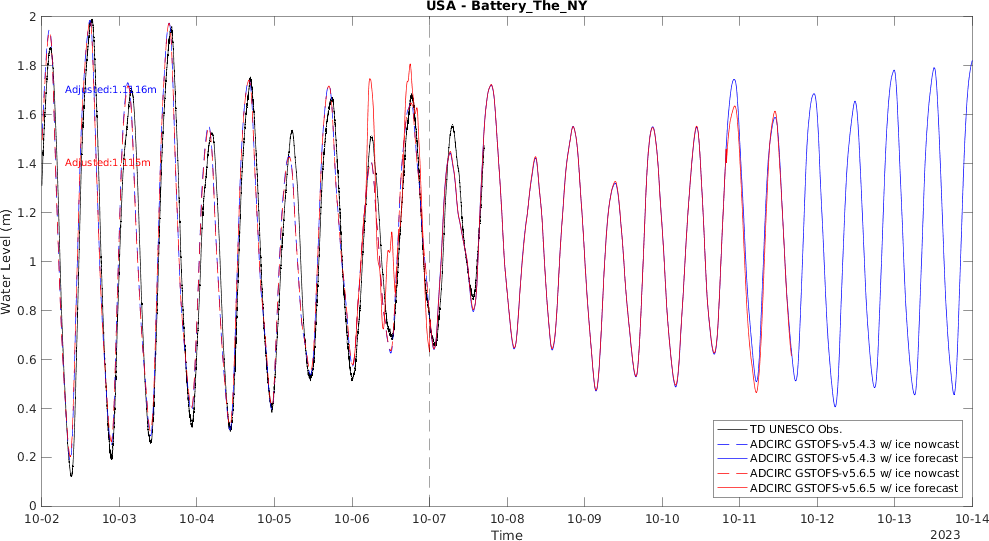 USA - Battery_The_NY
2
1.8
1.6
1.4
1.2
1
0.8
0.6
0.4
0.2
0
Water Level (m)
Adjusted:1.1116m
Adjusted:1.115m
TD UNESCO Obs.
ADCIRC GSTOFS-v5.4.3 w/ ice nowcast
ADCIRC GSTOFS-v5.4.3 w/ ice forecast
ADCIRC GSTOFS-v5.6.5 w/ ice nowcast
ADCIRC GSTOFS-v5.6.5 w/ ice forecast
10-02 10-03 10-04 10-05 10-06 10-07 10-08 10-09 10-10 10-11 10-12 10-13 10-14
Time
2023